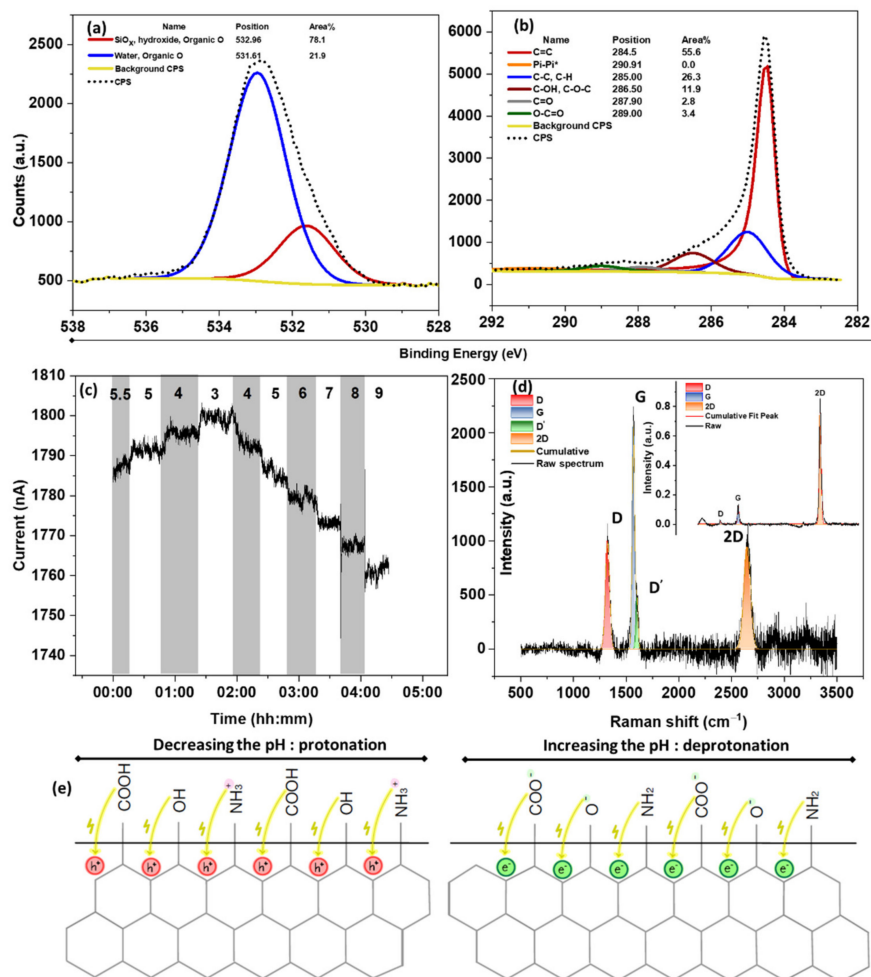 (a)
Name Position Area%
SiOX, hydroxide, Organic O 532.96 78.1
Water, Organic O 531.61 21.9
Background CPS
CPS
Counts (a.u.)
2500
2000
1500
1000
500
538 536 534 532 530 528
(b)
Name Position Area%
C=C 284.5 55.6
Pi-Pi* 290.91 0.0
C-C, C-H 285.00 26.3
C-OH, C-O-C 286.50 11.9
C=O 287.90 2.8
O-C=O 289.00 3.4
Background CPS
CPS
6000
5000
4000
3000
2000
1000
0
292 290 288 286 284 282
Binding Energy (eV)
(c)
5.5 5 4 3 4 5 6 7 8 9
Current (nA)
1810
1800
1790
1780
1770
1760
1750
1740
00:00 01:00 02:00 03:00 04:00 05:00
Time (hh:mm)
(d)
D
G
D'
2D
Cumulative
Raw spectrum
Intensity (a.u.)
2500
2000
1500
1000
500
0
D
G
D'
2D
500 1000 1500 2000 2500 3000 3500
Raman shift (cm−1)
D
G
2D
Cumulative Fit Peak
Raw
Intensity (a.u.)
0.8
0.6
0.4
0.2
0.0
D
G
2D
(e)
Decreasing the pH : protonation
COOH OH NH3 COOH OH NH3
+ +
h+ h+ h+ h+ h+ h+
Increasing the pH : deprotonation
COO O NH2 COO O NH2
- - - -
e- e- e- e- e- e-